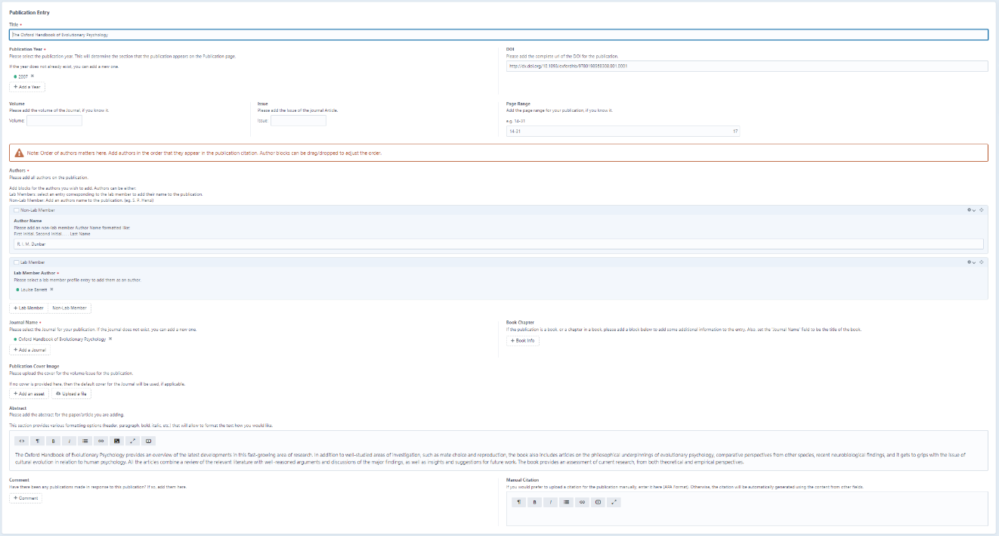 Publication Entry
Title
The Oxford Handbook of Evolutionary Psychology
Publication Year
Please select the publication year. This will determine the section that the publication appears on the Publication page.
If the year does not already exist, you can add a new one.
2007
+ Add a Year
DOI
Please add the complete url of the DOI for the publication.
http://dx.doi.org/10.1093/oxfordhb/9780198568308.001.0001
Volume
Please add the volume of the Journal, if you know it.
Volume:
Issue
Please add the Issue of the journal Article.
Issue:
Page Range
Add the page range for your publication, if you know it.
e.g. 14-31
14-31 17
Note: Order of authors matters here. Add authors in the order that they appear in the publication citation. Author blocks can be drag/dropped to adjust the order.
Authors
Please add all authors on the publication.
Add blocks for the authors you wish to add. Authors can be either:
Lab Members: select an entry corresponding to the lab member to add their name to the publication.
Non-Lab Member: Add an authors name to the publication. (eg. S. P. Henzi)
Non-Lab Member
Author Name
Please add an non-lab member Author Name formatted like:
First Initial. Second Initial. ... . Last Name
R. I. M. Dunbar
Lab Member
Lab Member Author
Please select a lab member profile entry to add them as an author.
Louise Barrett
+ Lab Member Non-Lab Member
Journal Name
Please select the Journal for your publication. If the journal does not exist, you can add a new one.
Oxford Handbook of Evolutionary Psychology
+ Add a Journal
Book Chapter
If the publication is a book, or a chapter in a book, please add a block below to add some additional information to the entry. Also, set the 'Journal Name' field to be the title of the book.
+ Book Info
Publication Cover Image
Please upload the cover for the volume/issue for the publication.
If no cover is provided here, then the default cover for the Journal will be used, if applicable.
+ Add an asset Upload a file
Abstract
Please add the abstract for the paper/article you are adding.
This section provides various formatting options (header, paragraph, bold, italic, etc.) that will allow to format the text how you would like.
The Oxford Handbook of Evolutionary Psychology provides an overview of the latest developments in this fast-growing area of research. In addition to well-studied areas of investigation, such as mate choice and reproduction, the book also includes articles on the philosophical underpinnings of evolutionary psychology, comparative perspectives from other species, recent neurobiological findings, and it gets to grips with the issue of
cultural evolution in relation to human psychology. All the articles combine a review of the relevant literature with well-reasoned arguments and discussions of the major findings, as well as insights and suggestions for future work. The book provides an assessment of current research, from both theoretical and empirical perspectives.
Comment
Have there been any publications made in response to this publication? If so, add them here.
+ Comment
Manual Citation
If you would prefer to upload a citation for the publication manually, enter it here (APA Format). Otherwise, the citation will be automatically generated using the content from other fields.